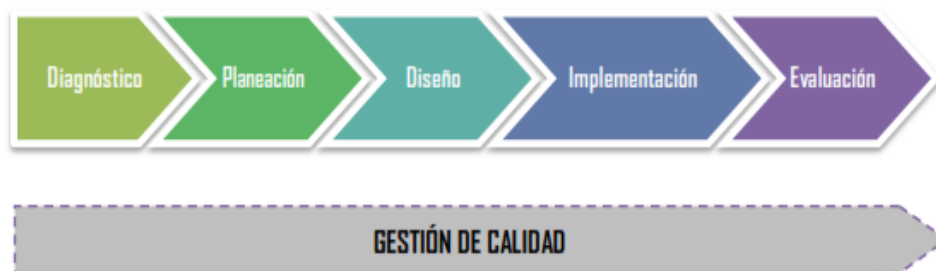 Diagnóstico
Planeación
Diseño
Implementación
Evaluación
GESTIÓN DE CALIDAD